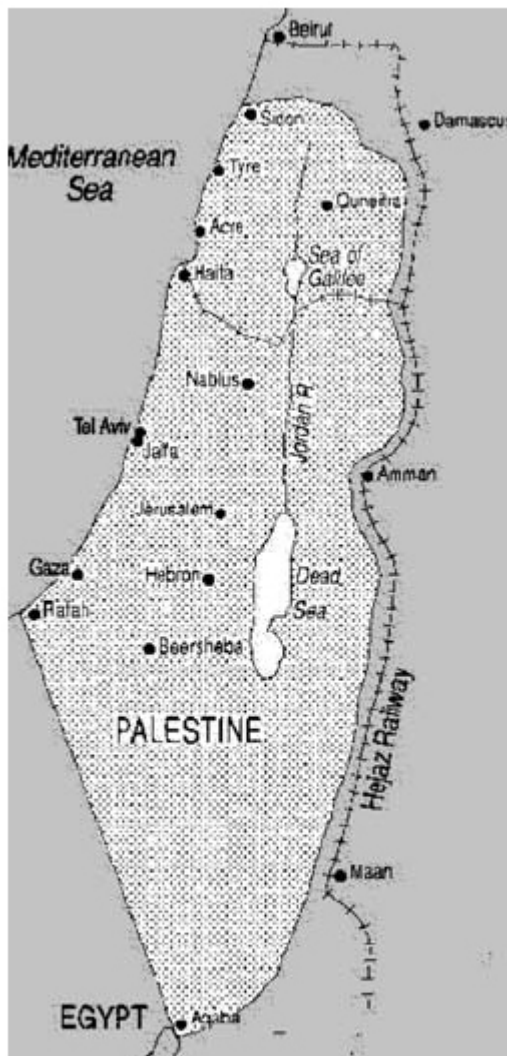 Beirut
Sidon
Damascus
Mediterranean
Sea
Tyre
Quneitra
Acre
Sea of
Galilee
Haifa
Nablus
Jordan R.
Tel Aviv
Jaffa
Amman
Jerusalem
Gaza
Hebron
Dead
Sea
Rafah
Beersheba
PALESTINE
Hejaz Railway
Maan
EGYPT
Aqaba